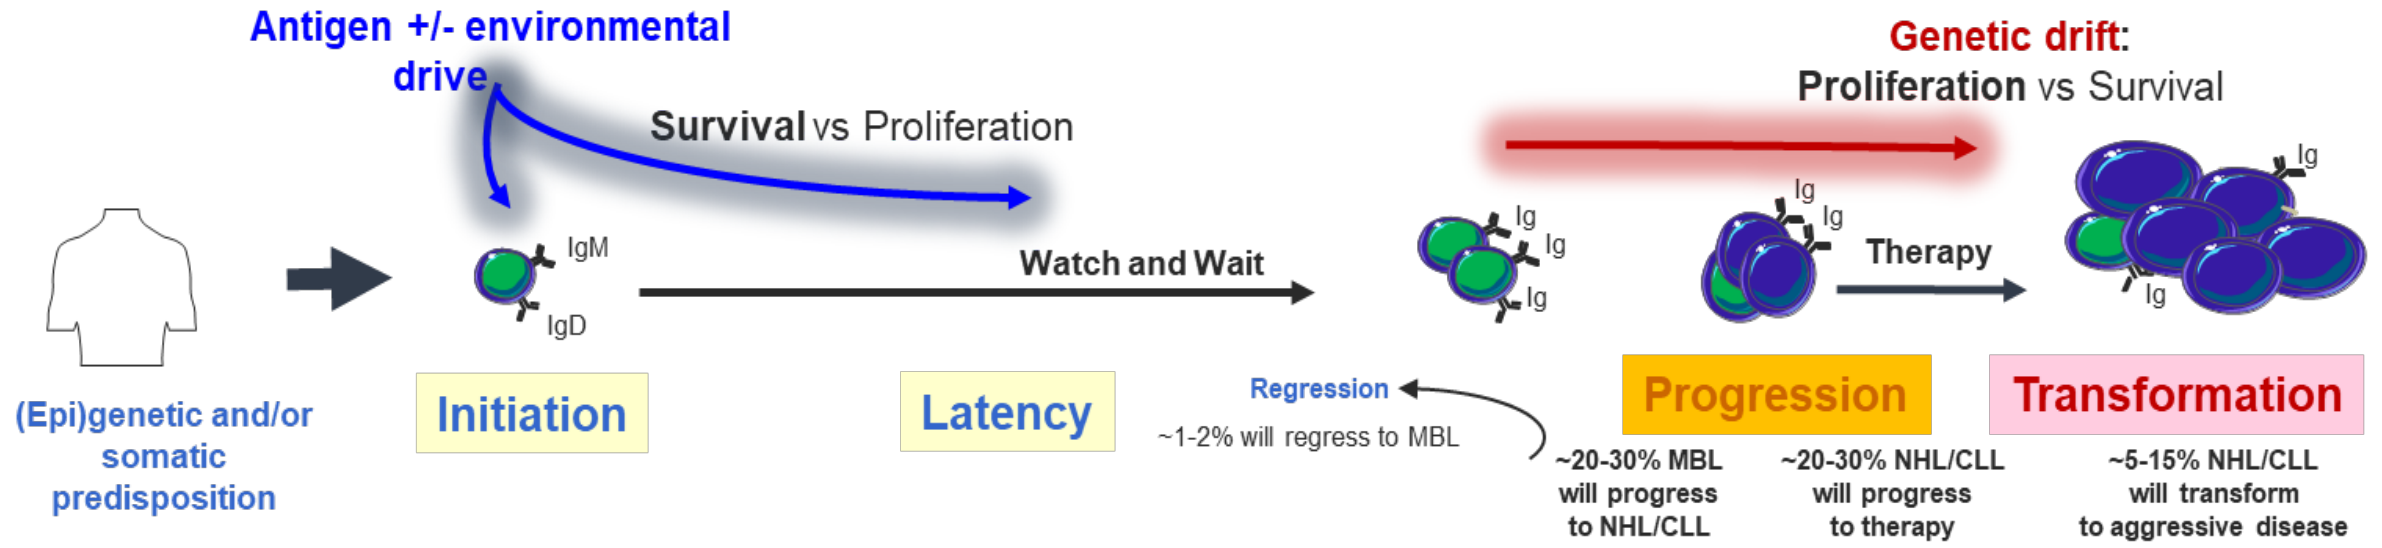 Antigen +/- environmental
drive
Survival vs Proliferation
Genetic drift:
Proliferation vs Survival
IgM
IgD
Watch and Wait
Ig
Ig
Ig
Ig
Ig
Therapy
Ig
Ig
(Epi)genetic and/or
somatic
predisposition
Initiation
Latency
Regression
~1-2% will regress to MBL
Progression
Transformation
~20-30% MBL
will progress
to NHL/CLL
~20-30% NHL/CLL
will progress
to therapy
~5-15% NHL/CLL
will transform
to aggressive disease